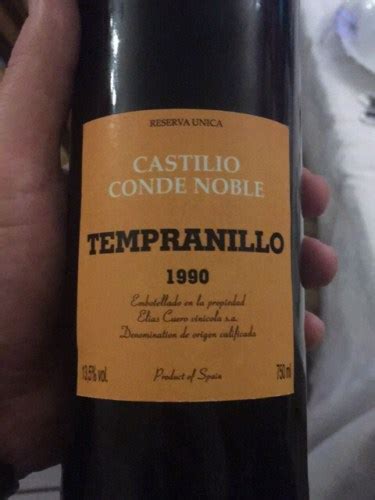 RESERVA UNICA
CASTILIO
CONDE NOBLE
TEMPRANILLO
1990
Embotellado en la propiedad
Elias Cuero vinicola s.a.
Denomination de origen calificada
13,5% vol. Product of Spain 750 ml